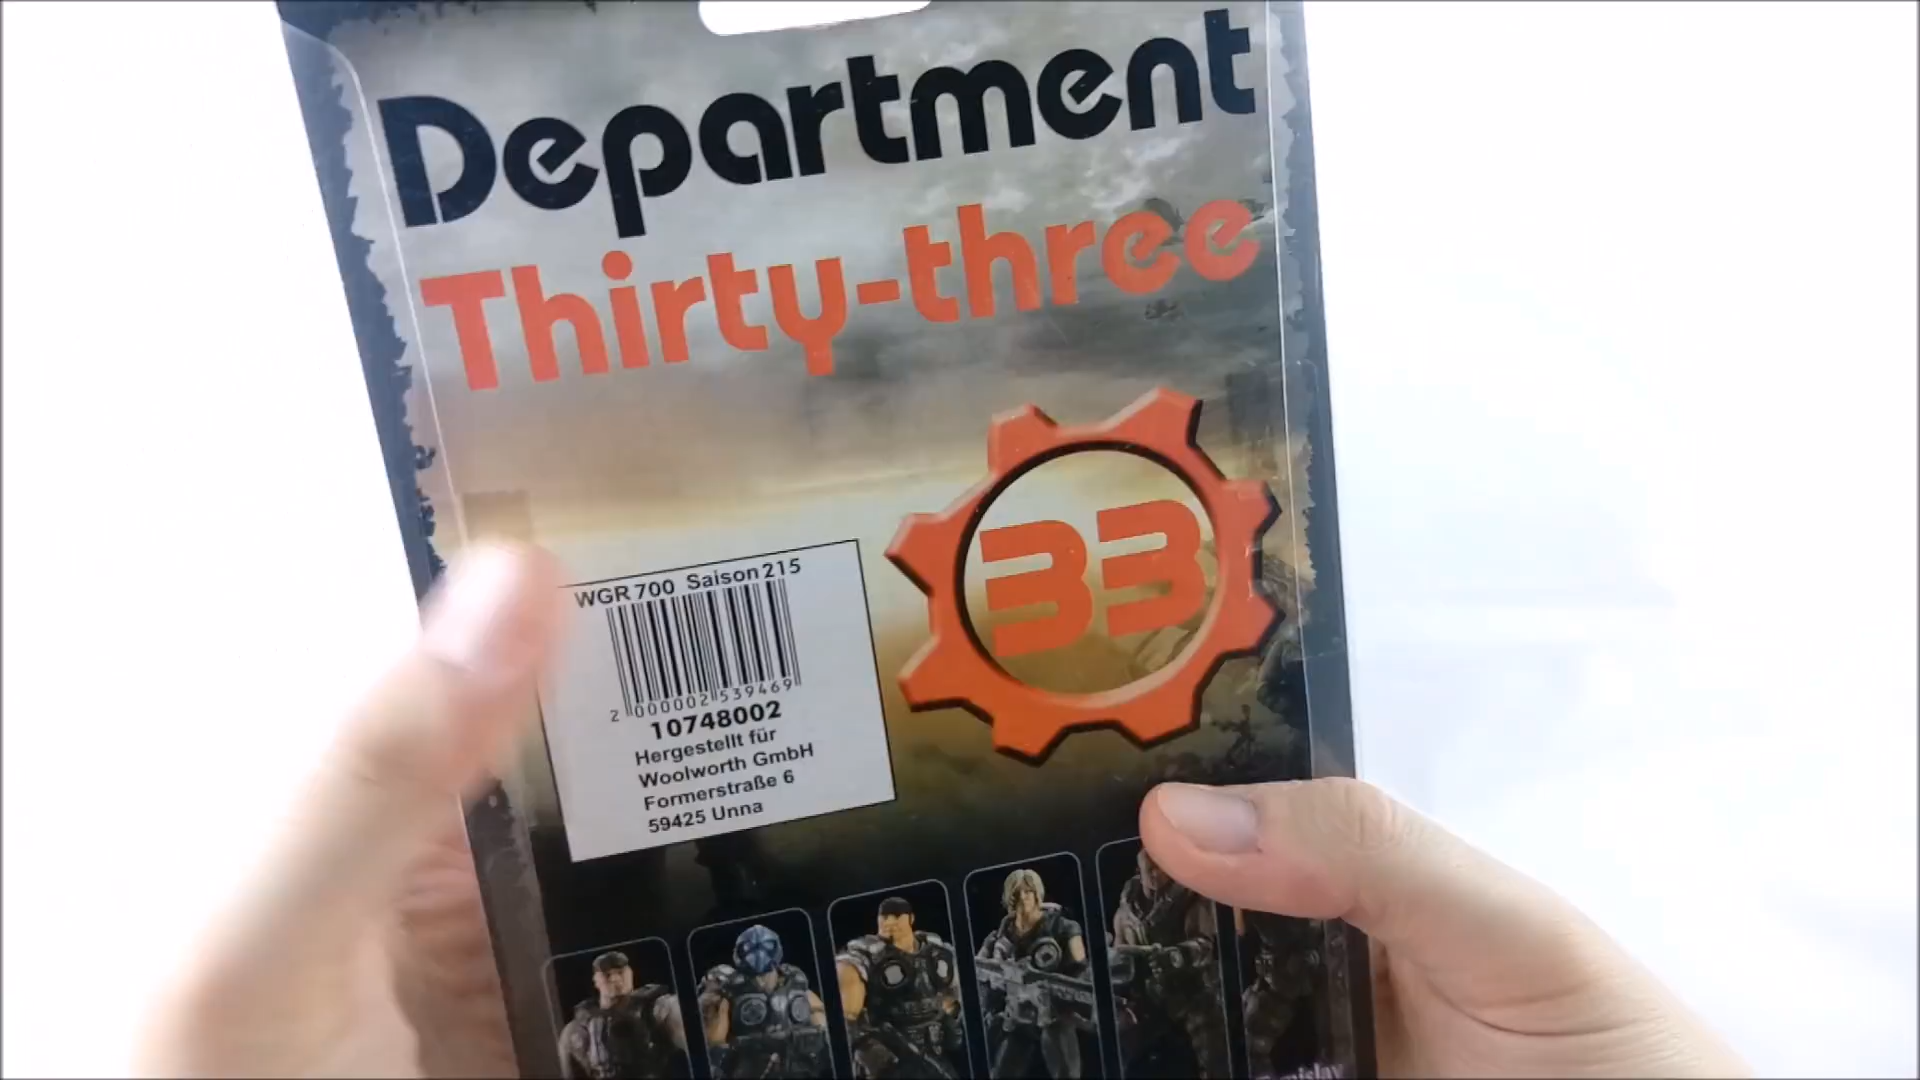 Department
Thirty-three
33
WGR 700 Saison 215
2 000002 539469
10748002
Hergestellt für
Woolworth GmbH
Formerstraße 6
59425 Unna